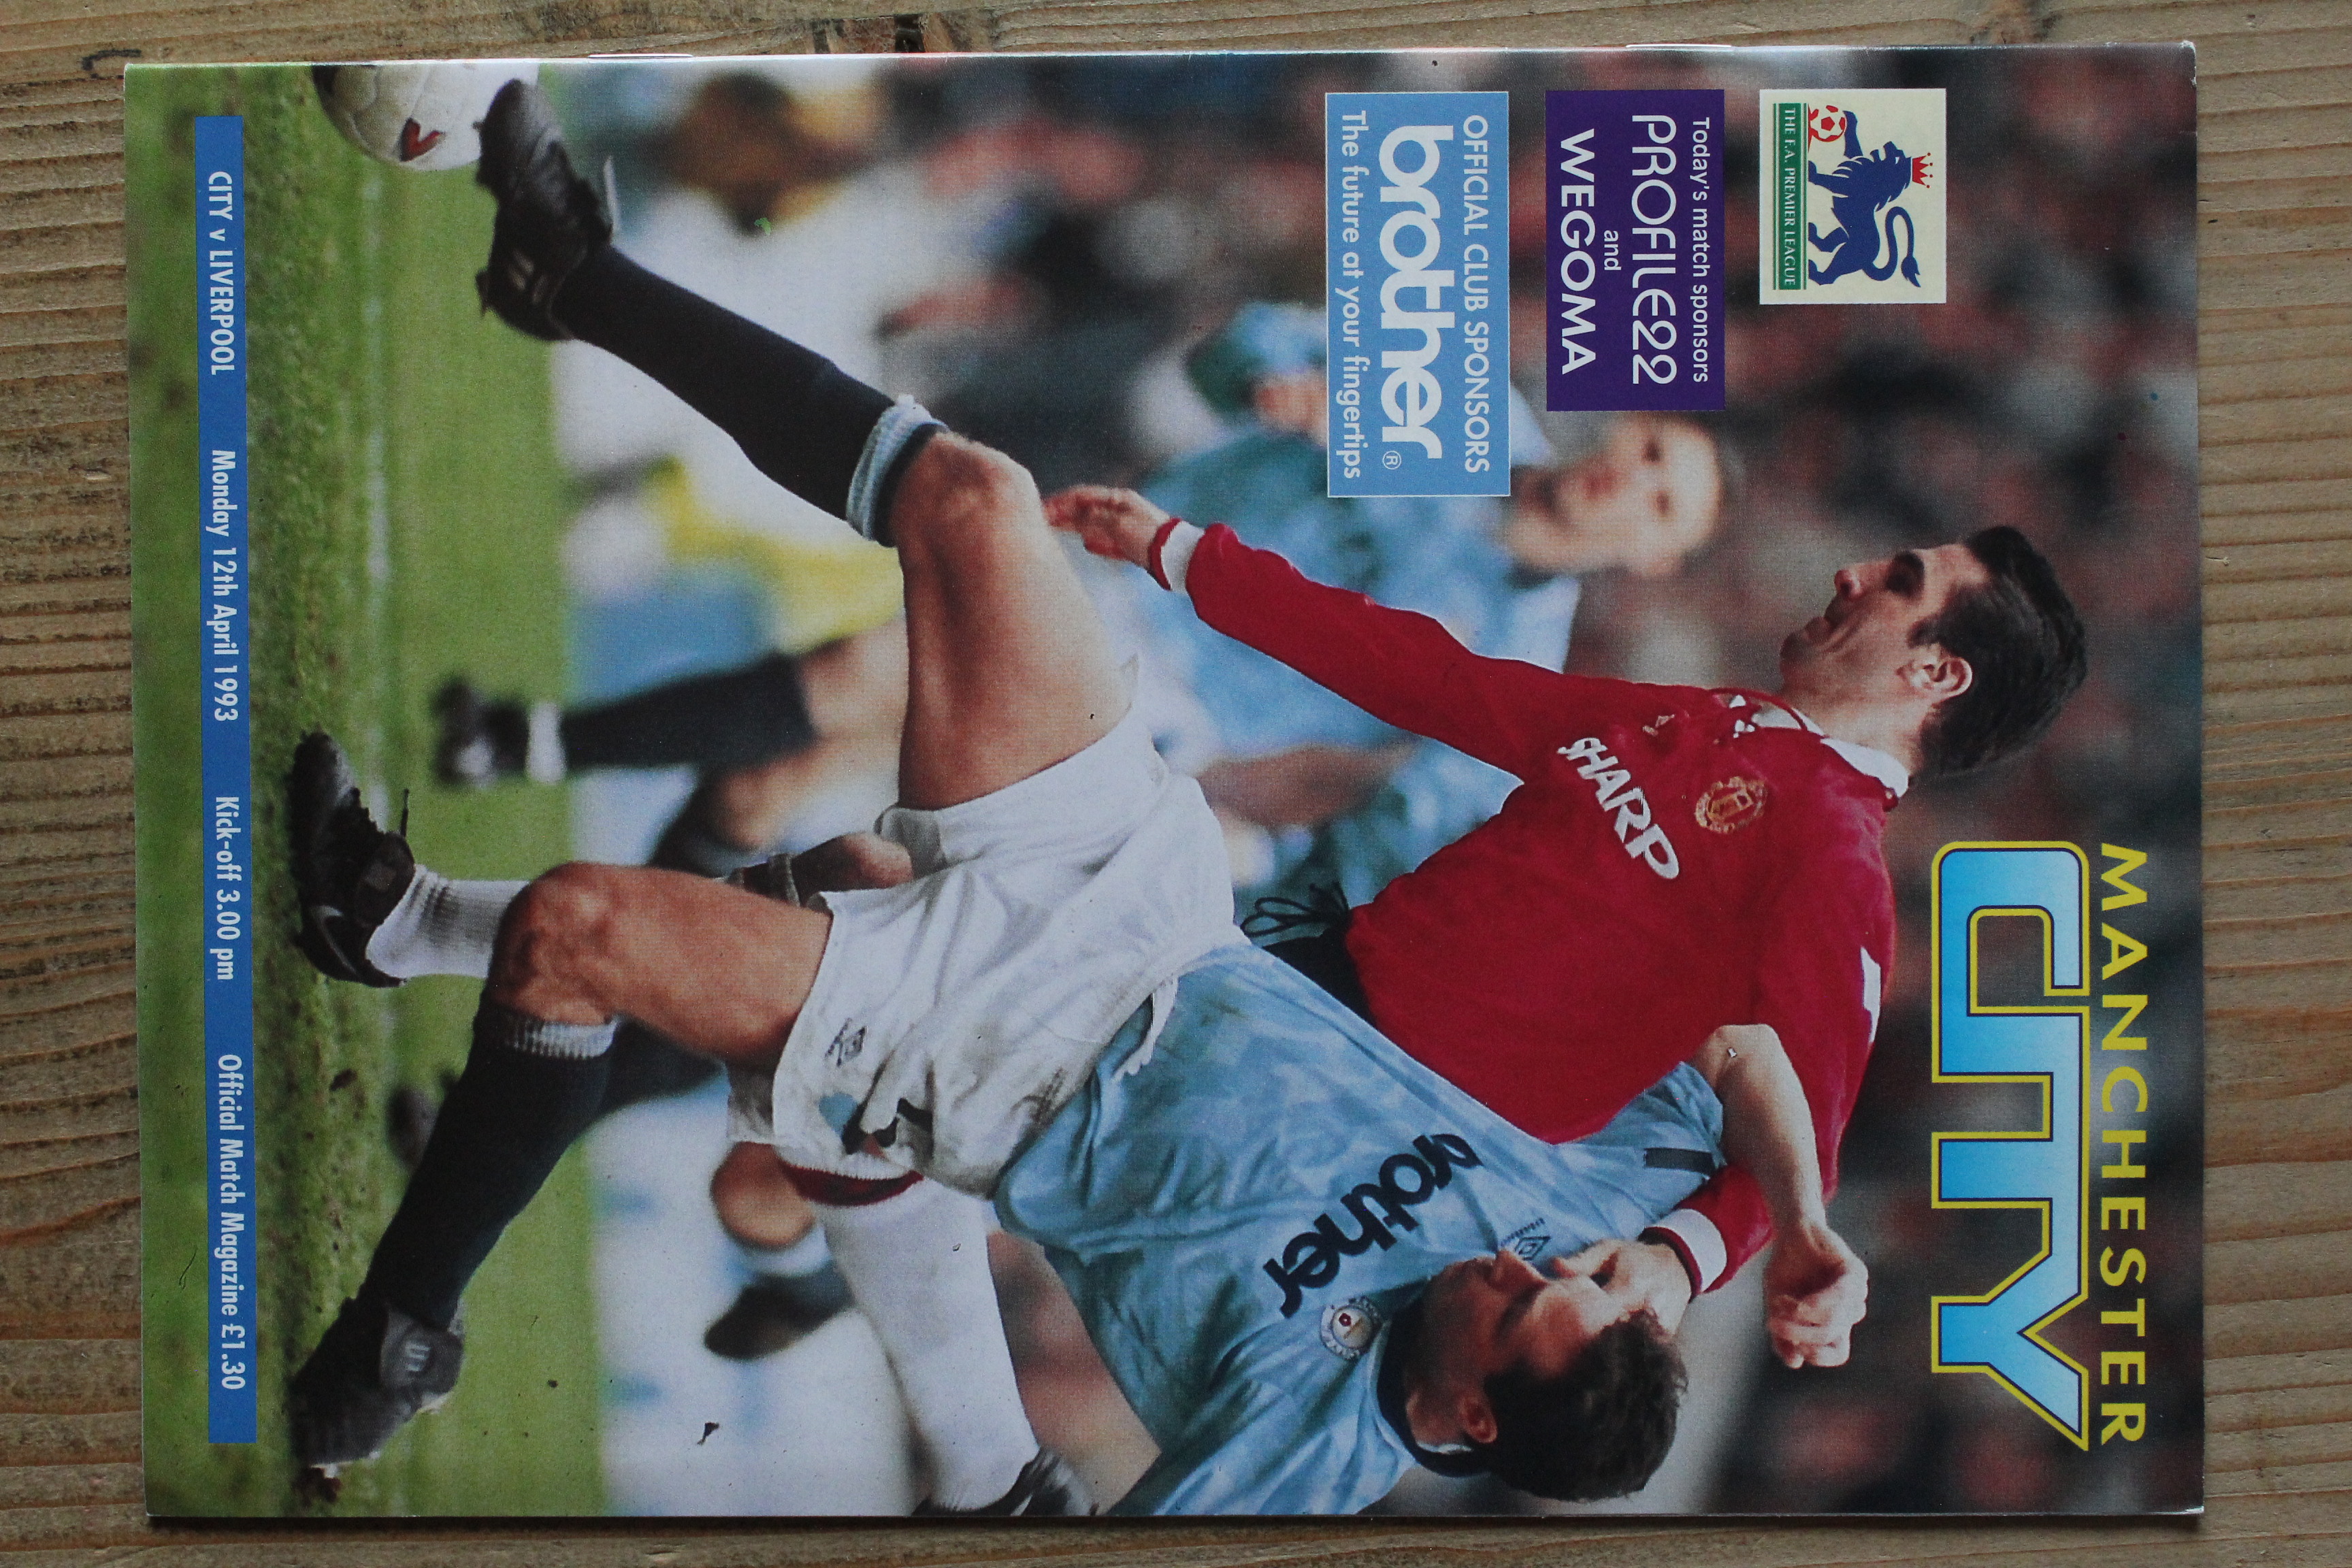 MANCHESTER
CITY
THE F.A. PREMIER LEAGUE
Today's match sponsors
PROFILE22
and
WEGOMA
OFFICIAL CLUB SPONSORS
brother®
The future at your fingertips
SHARP
brother
umbro
CITY v LIVERPOOL Monday 12th April 1993 Kick-off 3.00 pm Official Match Magazine £1.30